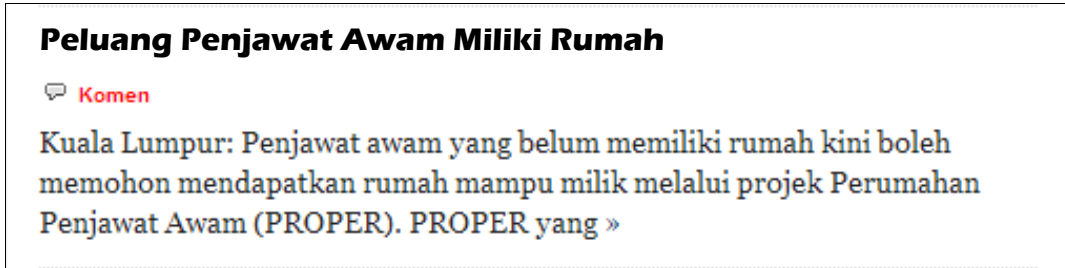 Peluang Penjawat Awam Miliki Rumah
Komen
Kuala Lumpur: Penjawat awam yang belum memiliki rumah kini boleh
memohon mendapatkan rumah mampu milik melalui projek Perumahan
Penjawat Awam (PROPER). PROPER yang »